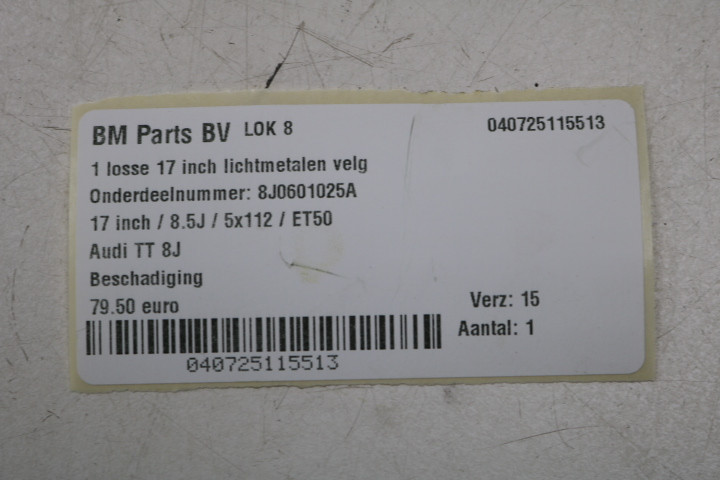 BM Parts BV LOK 8 040725115513
1 losse 17 inch lichtmetalen velg
Onderdeelnummer: 8J0601025A
17 inch / 8.5J / 5x112 / ET50
Audi TT 8J
Beschadiging
79.50 euro
Verz: 15
Aantal: 1
040725115513